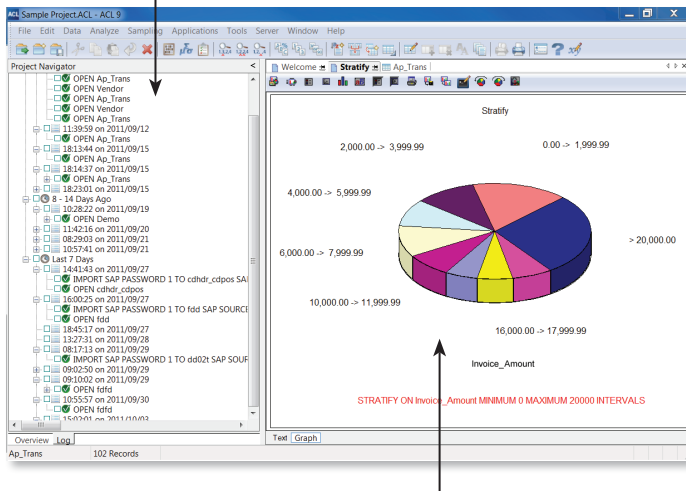 ACL Sample Project.ACL - ACL 9
File Edit Data Analyze Sampling Applications Tools Server Window Help
Project Navigator <
Welcome Stratify Ap_Trans
OPEN Ap_Trans
OPEN Vendor
OPEN Ap_Trans
OPEN Vendor
OPEN Ap_Trans
11:39:59 on 2011/09/12
OPEN Ap_Trans
18:13:44 on 2011/09/15
OPEN Ap_Trans
18:14:37 on 2011/09/15
OPEN Ap_Trans
18:23:01 on 2011/09/15
8 - 14 Days Ago
10:28:22 on 2011/09/19
OPEN Demo
11:42:16 on 2011/09/20
08:29:03 on 2011/09/21
10:57:41 on 2011/09/21
Last 7 Days
14:41:43 on 2011/09/27
IMPORT SAP PASSWORD 1 TO cdhdr_cdpos SAI
OPEN cdhdr_cdpos
16:00:25 on 2011/09/27
IMPORT SAP PASSWORD 1 TO fdd SAP SOURCE
OPEN fdd
18:45:17 on 2011/09/27
13:27:31 on 2011/09/28
08:17:13 on 2011/09/29
IMPORT SAP PASSWORD 1 TO dd02t SAP SOUF
09:02:50 on 2011/09/29
09:10:02 on 2011/09/29
OPEN fdfd
10:55:57 on 2011/09/30
OPEN fdfd
15:02:01 on 2011/10/03
Overview Log
Stratify
0.00 -> 1,999.99
2,000.00 -> 3,999.99
4,000.00 -> 5,999.99
> 20,000.00
6,000.00 -> 7,999.99
10,000.00 -> 11,999.99
16,000.00 -> 17,999.99
Invoice_Amount
STRATIFY ON Invoice_Amount MINIMUM 0 MAXIMUM 20000 INTERVALS
Text Graph
Ap_Trans 102 Records